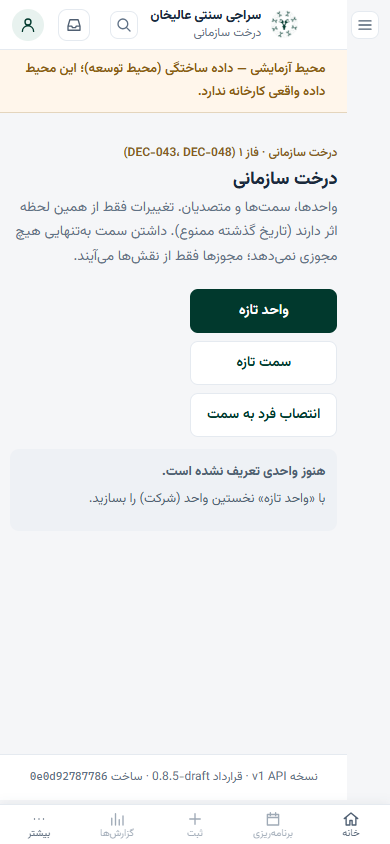 سراجی سنتی عالیخان
درخت سازمانی
محیط آزمایشی — داده ساختگی (محیط توسعه)؛ این محیط
داده واقعی کارخانه ندارد.
درخت سازمانی · فاز ۱ (DEC-043، DEC-048)
درخت سازمانی
واحدها، سمت‌ها و متصدیان. تغییرات فقط از همین لحظه
اثر دارند (تاریخ گذشته ممنوع). داشتن سمت به‌تنهایی هیچ
مجوزی نمی‌دهد؛ مجوزها فقط از نقش‌ها می‌آیند.
واحد تازه
سمت تازه
انتصاب فرد به سمت
هنوز واحدی تعریف نشده است.
با «واحد تازه» نخستین واحد (شرکت) را بسازید.
نسخه v1 API · قرارداد 0.8.5-draft · ساخت 0e0d92787786
خانه
برنامه‌ریزی
ثبت
گزارش‌ها
بیشتر